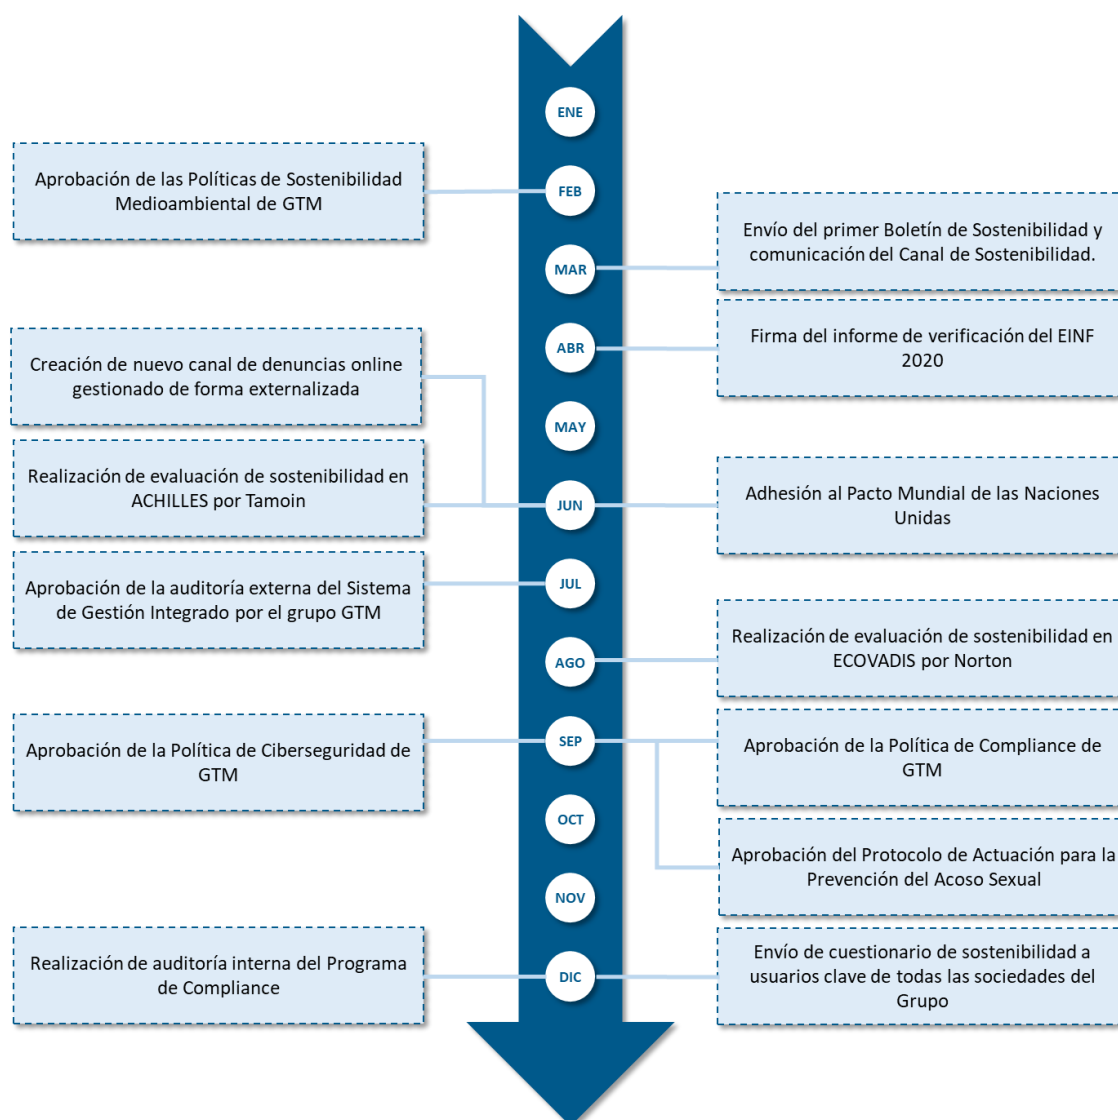 ENE
Aprobación de las Políticas de Sostenibilidad
Medioambiental de GTM
FEB
MAR
Envío del primer Boletín de Sostenibilidad y
comunicación del Canal de Sostenibilidad.
ABR
Firma del informe de verificación del EINF
2020
MAY
Creación de nuevo canal de denuncias online
gestionado de forma externalizada
Realización de evaluación de sostenibilidad en
ACHILLES por Tamoin
JUN
Adhesión al Pacto Mundial de las Naciones
Unidas
Aprobación de la auditoría externa del Sistema
de Gestión Integrado por el grupo GTM
JUL
AGO
Realización de evaluación de sostenibilidad en
ECOVADIS por Norton
Aprobación de la Política de Ciberseguridad de
GTM
SEP
Aprobación de la Política de Compliance de
GTM
Aprobación del Protocolo de Actuación para la
Prevención del Acoso Sexual
OCT
NOV
Realización de auditoría interna del Programa
de Compliance
DIC
Envío de cuestionario de sostenibilidad a
usuarios clave de todas las sociedades del
Grupo